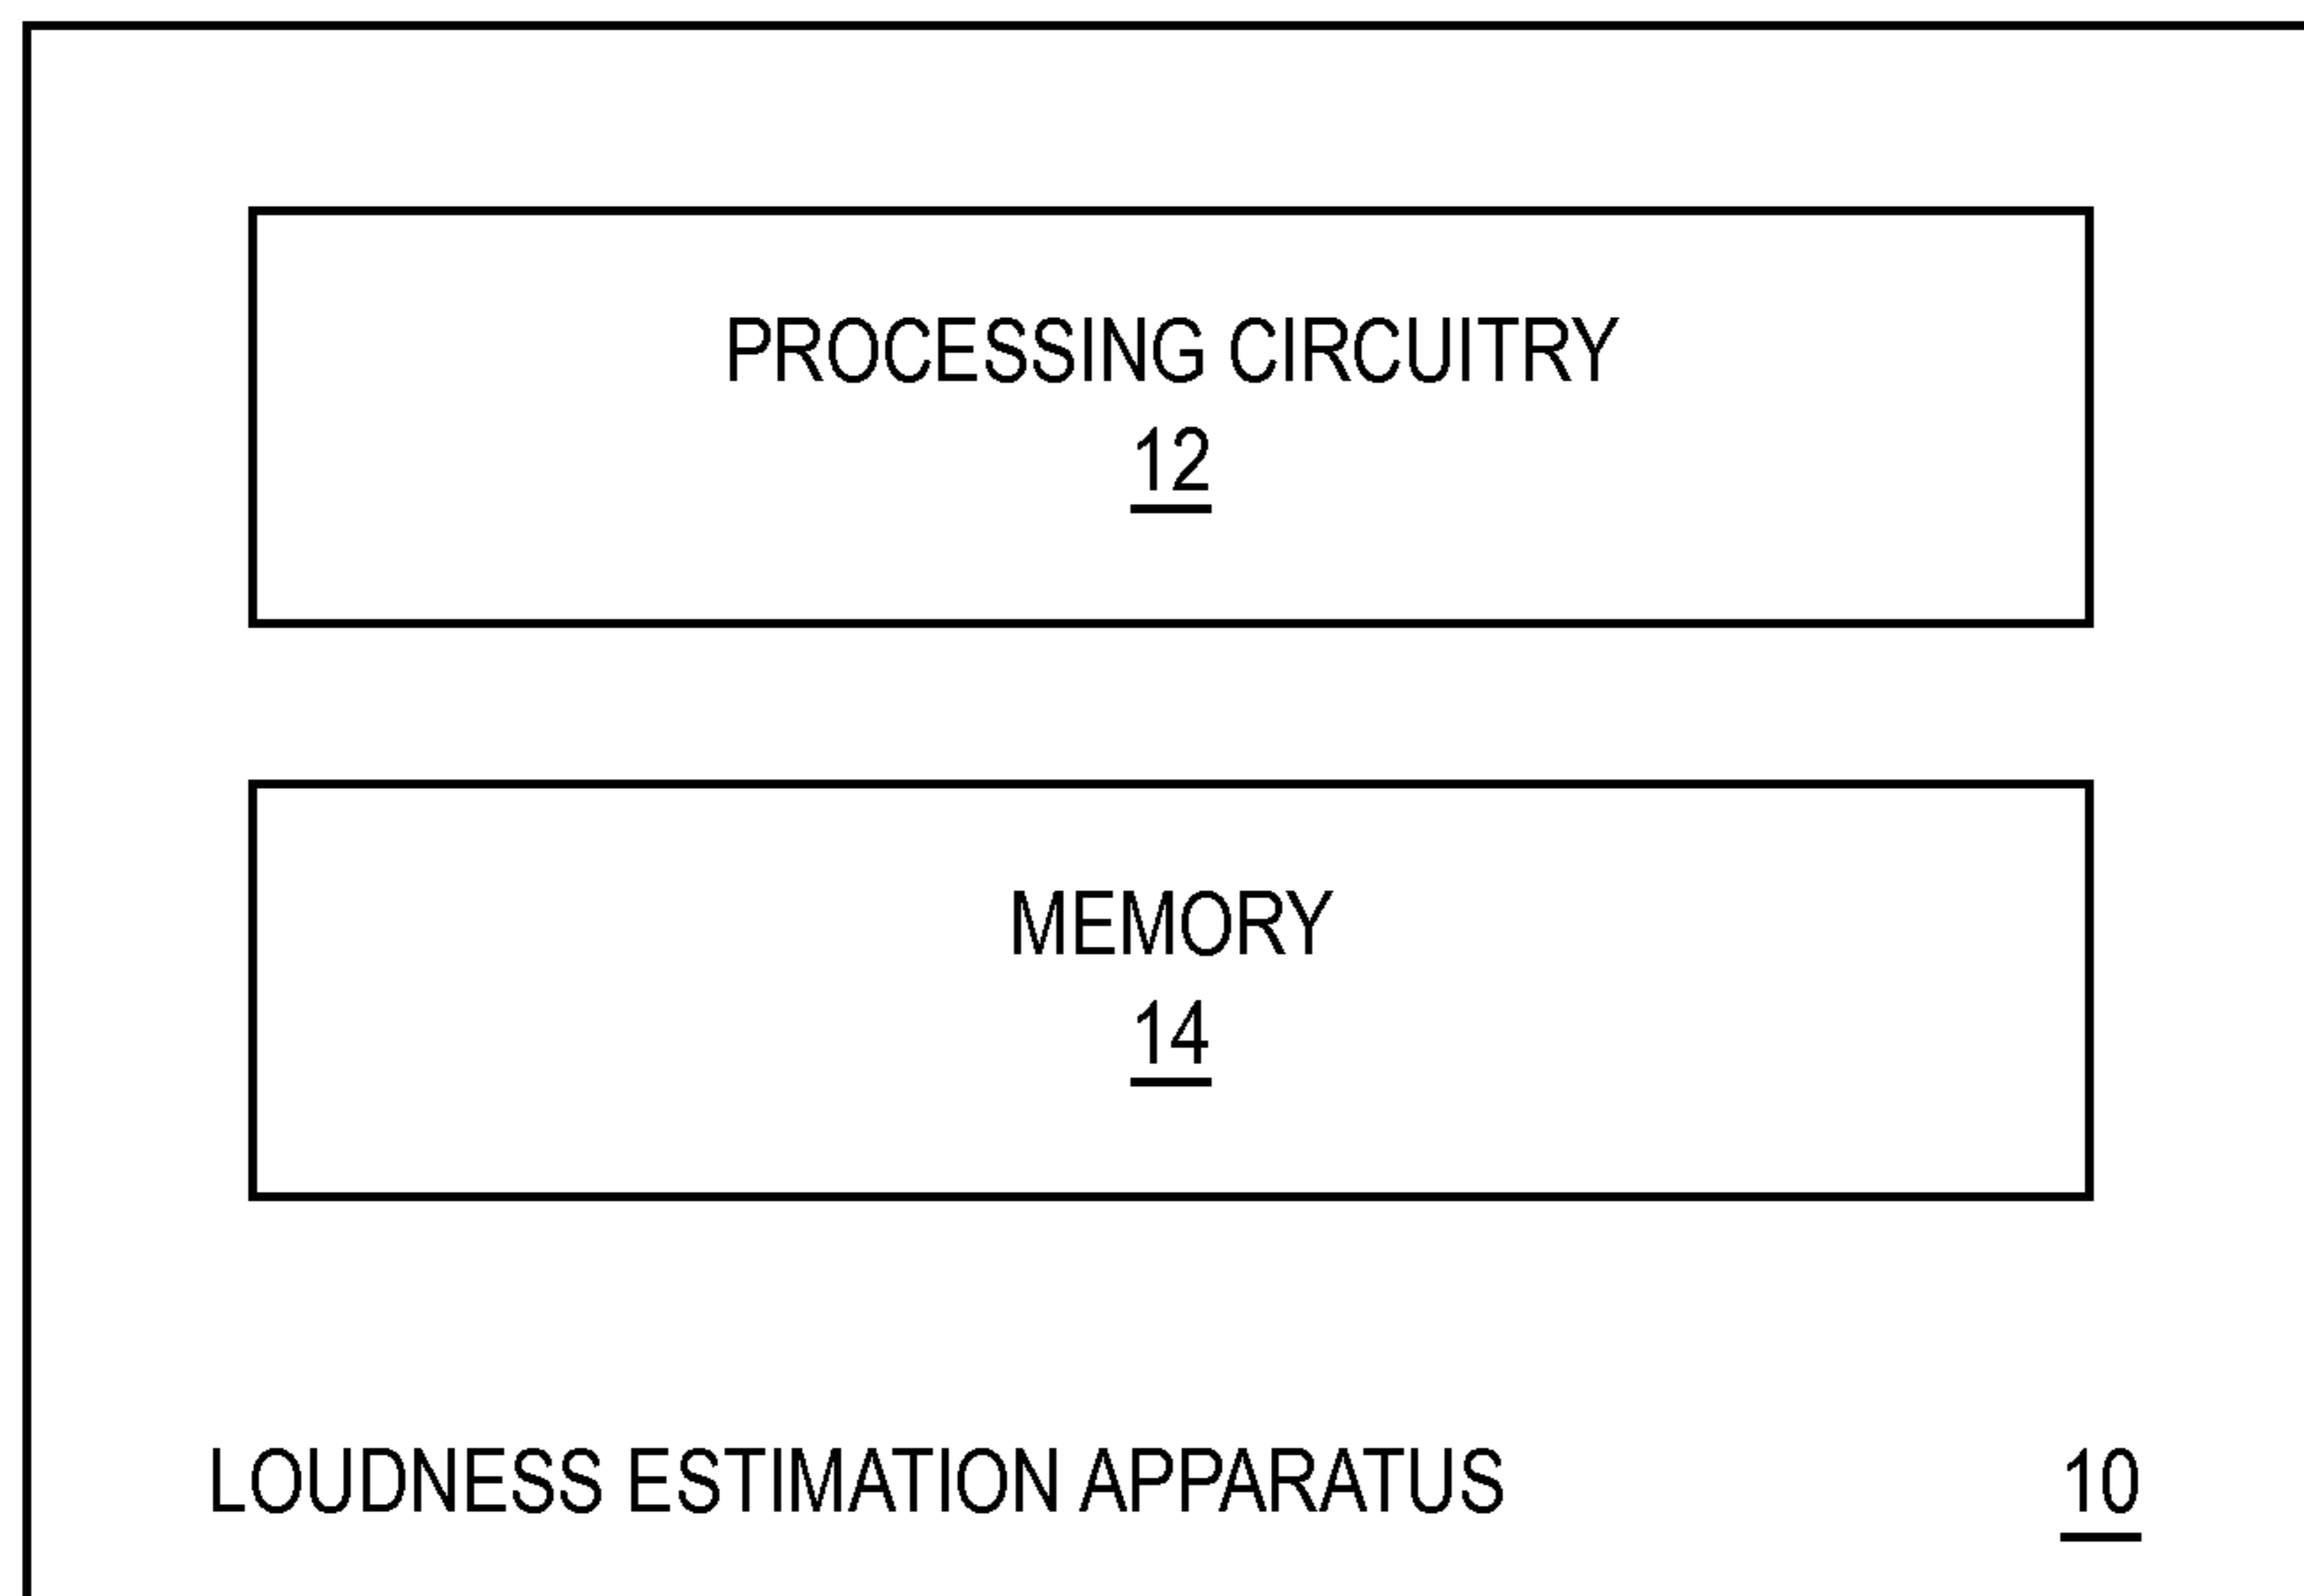 PROCESSING CIRCUITRY
12
MEMORY
14
LOUDNESS ESTIMATION APPARATUS 10